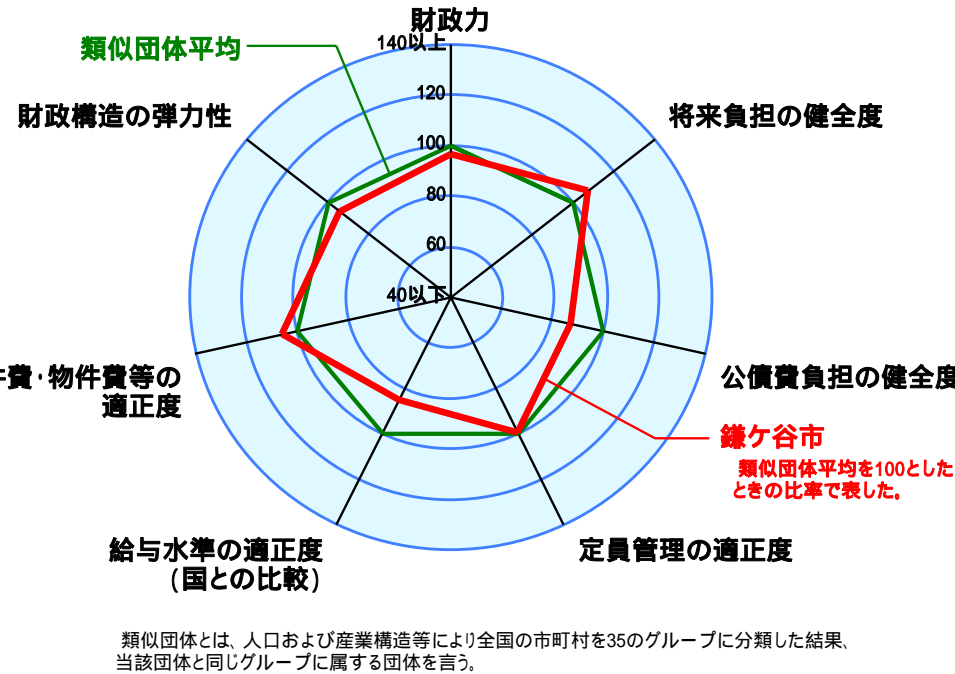 財政力
類似団体平均
140以上
120
100
80
60
40以下
財政構造の弾力性
将来負担の健全度
件費・物件費等の
適正度
公債費負担の健全度
鎌ケ谷市
類似団体平均を100とした
ときの比率で表した。
給与水準の適正度
(国との比較)
定員管理の適正度
類似団体とは、人口および産業構造等により全国の市町村を35のグループに分類した結果、
当該団体と同じグループに属する団体を言う。